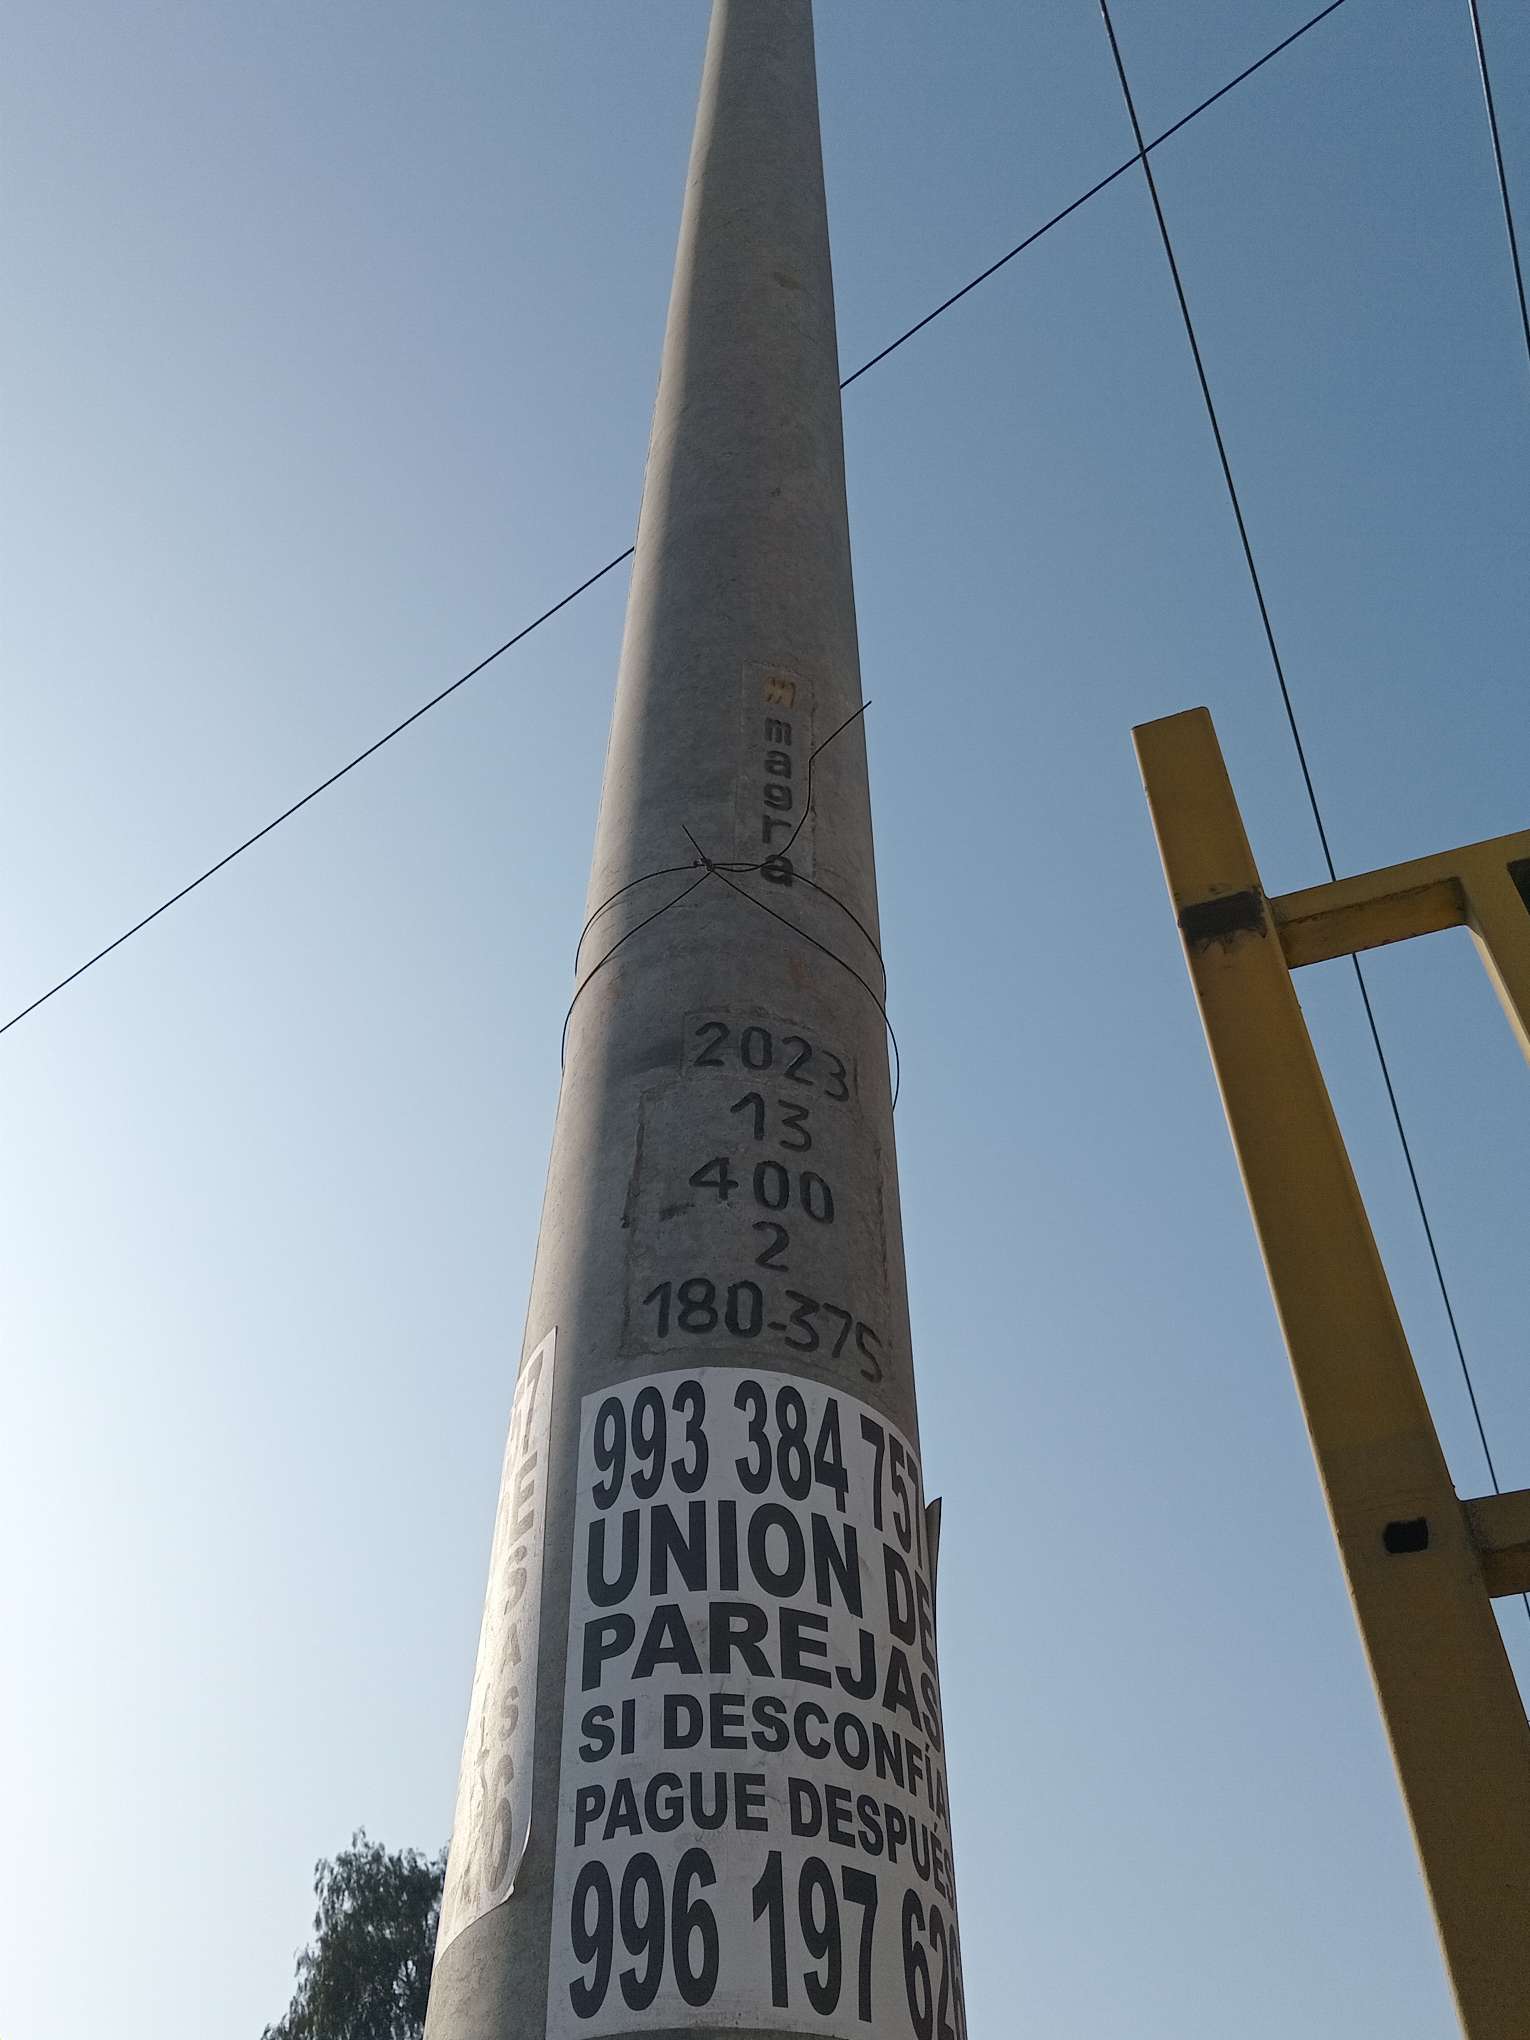 magra
2023
13
400
2
180-375
993 384 757
UNION DE
PAREJAS
SI DESCONFÍA
PAGUE DESPUÉS
996 197